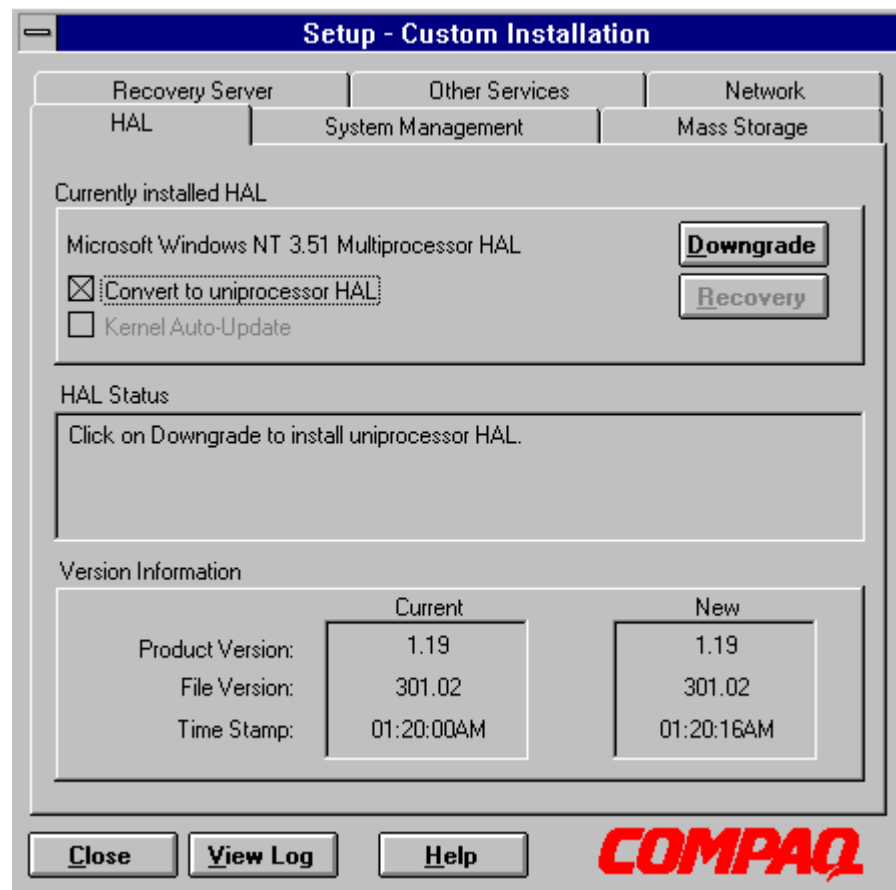 Setup - Custom Installation
Recovery Server Other Services Network
HAL System Management Mass Storage
Currently installed HAL
Microsoft Windows NT 3.51 Multiprocessor HAL
Downgrade
Convert to uniprocessor HAL
Recovery
Kernel Auto-Update
HAL Status
Click on Downgrade to install uniprocessor HAL.
Version Information
Current New
Product Version: 1.19 1.19
File Version: 301.02 301.02
Time Stamp: 01:20:00AM 01:20:16AM
Close View Log Help COMPAQ